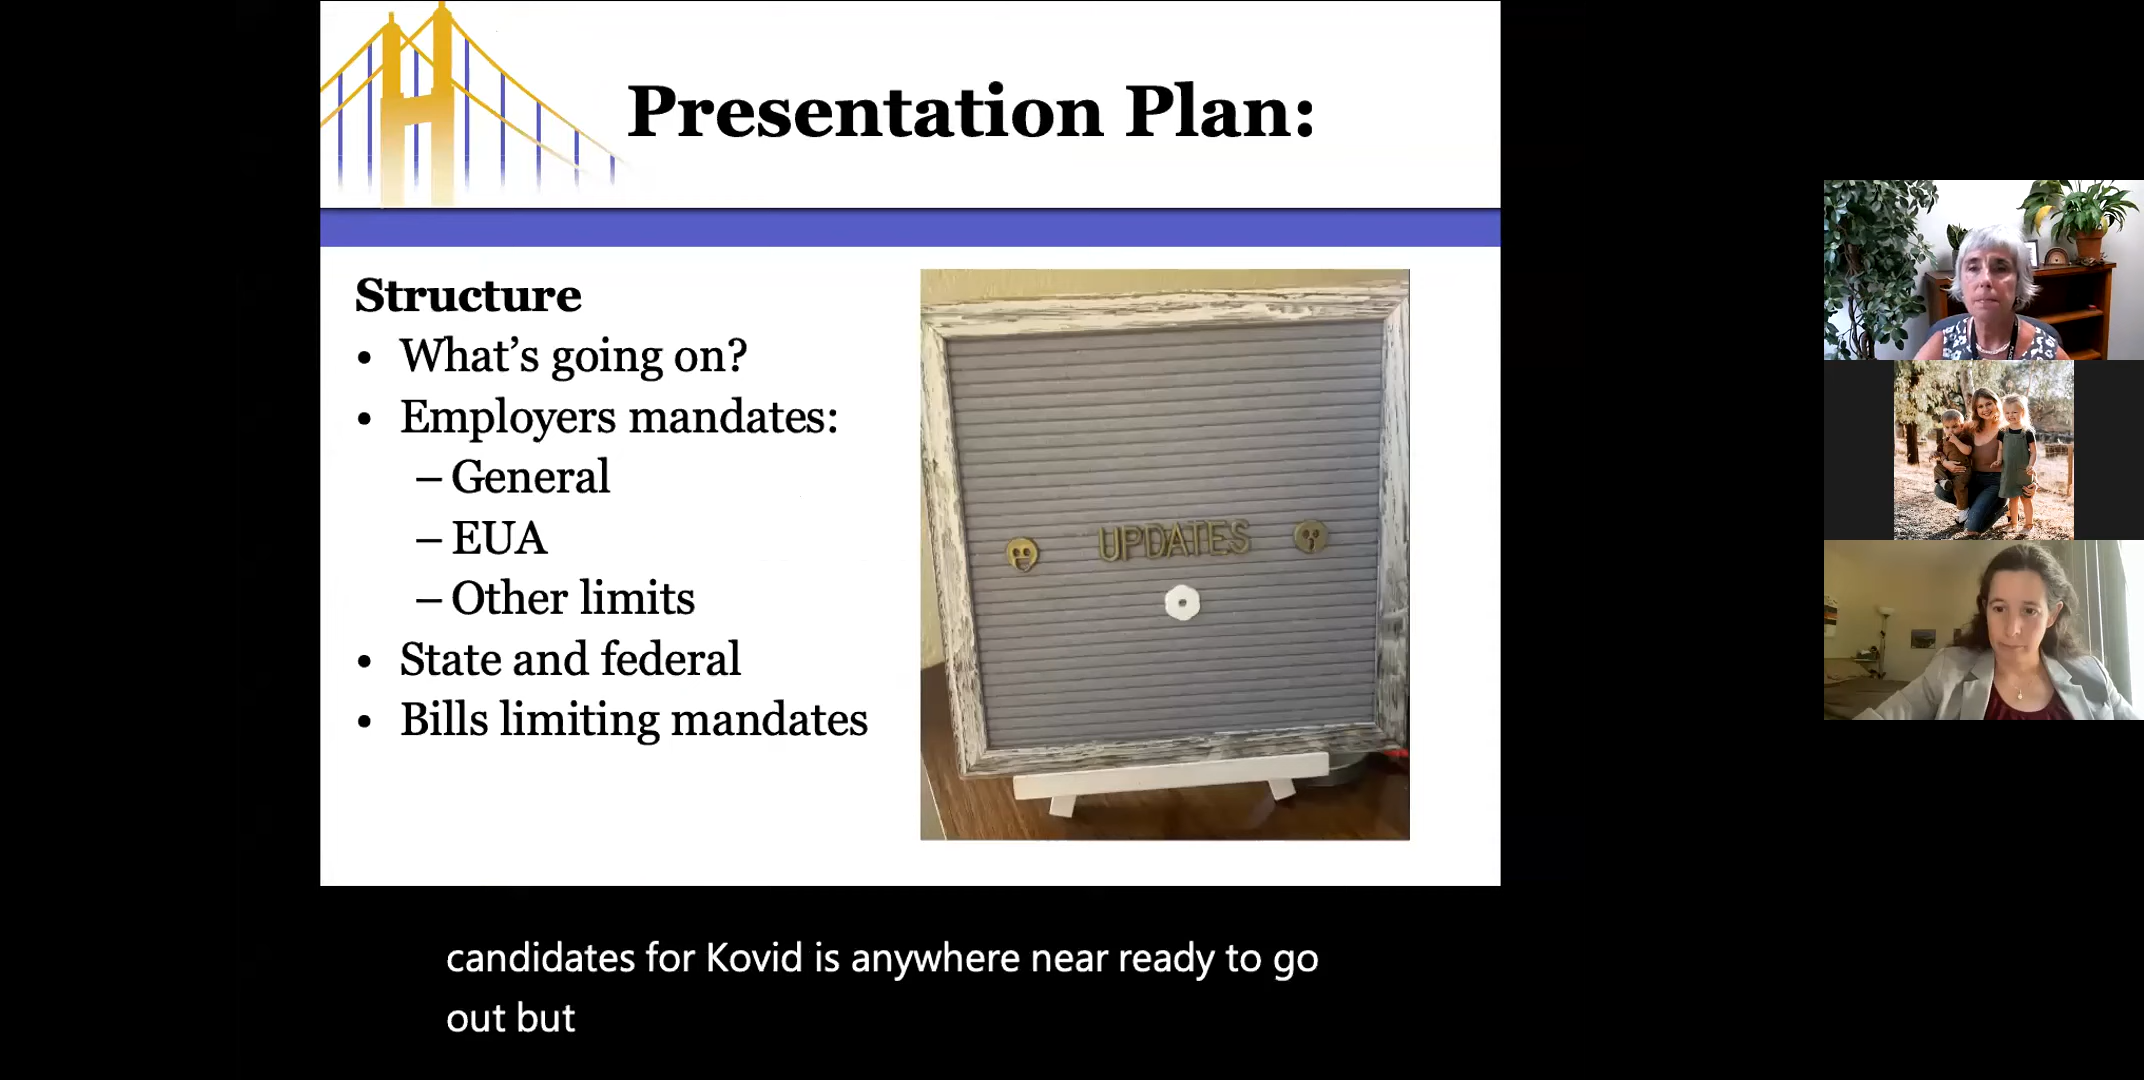 Presentation Plan:
Structure
• What’s going on?
• Employers mandates:
– General
– EUA
– Other limits
• State and federal
• Bills limiting mandates
UPDATES
candidates for Kovid is anywhere near ready to go
out but